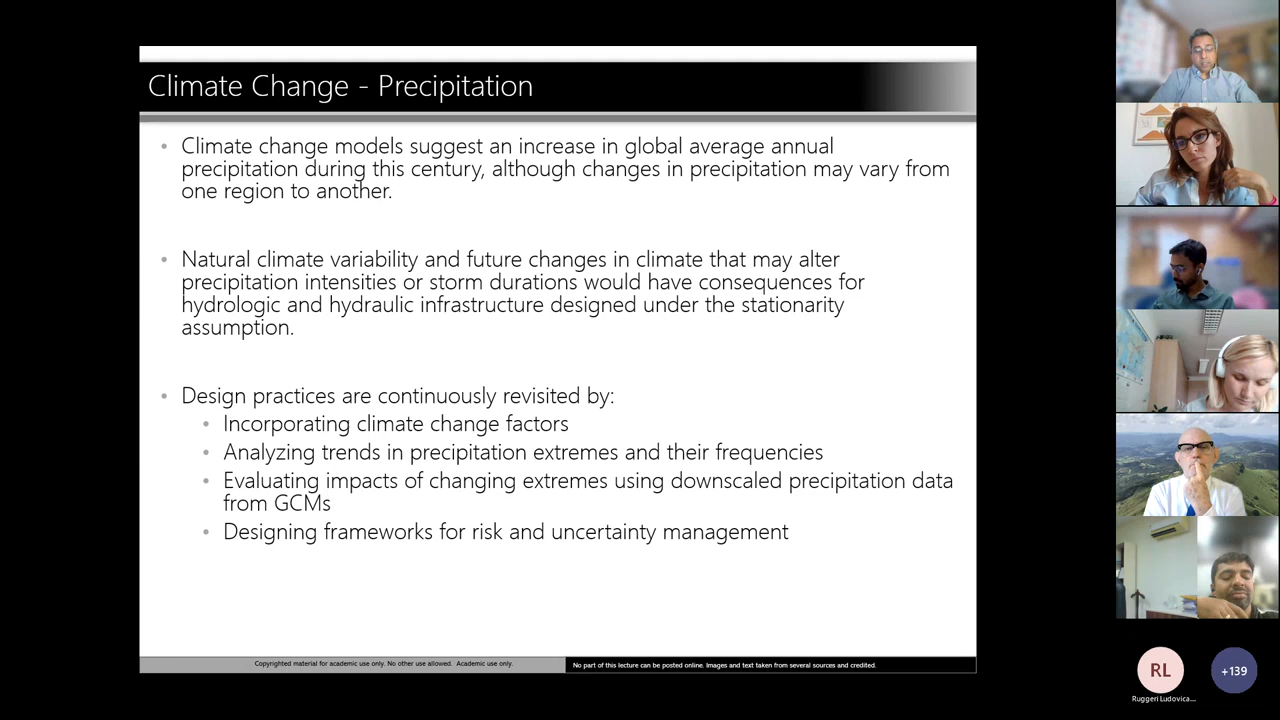 Climate Change - Precipitation
• Climate change models suggest an increase in global average annual
precipitation during this century, although changes in precipitation may vary from
one region to another.
• Natural climate variability and future changes in climate that may alter
precipitation intensities or storm durations would have consequences for
hydrologic and hydraulic infrastructure designed under the stationarity
assumption.
• Design practices are continuously revisited by:
• Incorporating climate change factors
• Analyzing trends in precipitation extremes and their frequencies
• Evaluating impacts of changing extremes using downscaled precipitation data
from GCMs
• Designing frameworks for risk and uncertainty management
Copyrighted material for academic use only. No other use allowed. Academic use only.
No part of this lecture can be posted online. Images and text taken from several sources and credited.
RL
+139
Ruggeri Ludovica...